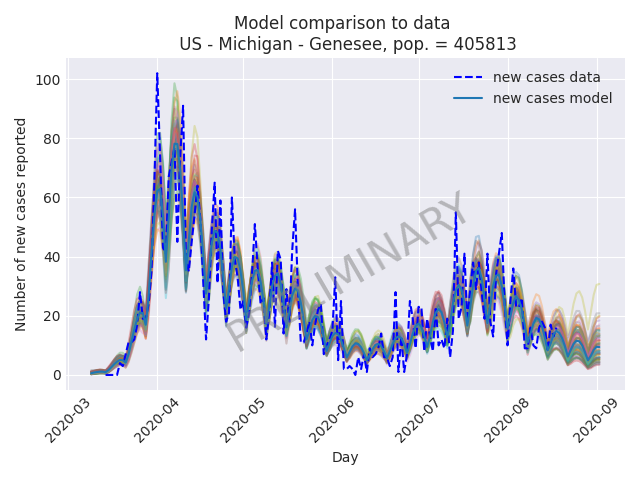 Model comparison to data
US - Michigan - Genesee, pop. = 405813
new cases data
new cases model
Number of new cases reported
100
80
60
40
20
0
PRELIMINARY
2020-03
2020-04
2020-05
2020-06
2020-07
2020-08
2020-09
Day